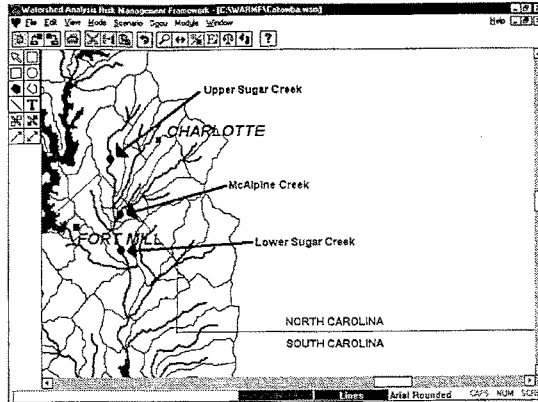 Watershed Analysis Risk Management Framework - [C:\WARMF\Catawba.wsm]
File Edit View Mode Scenario Module Window Help
T
?
Upper Sugar Creek
CHARLOTTE
McAlpine Creek
FORT MILL
Lower Sugar Creek
NORTH CAROLINA
SOUTH CAROLINA
Lines Arial Rounded CAPS NUM